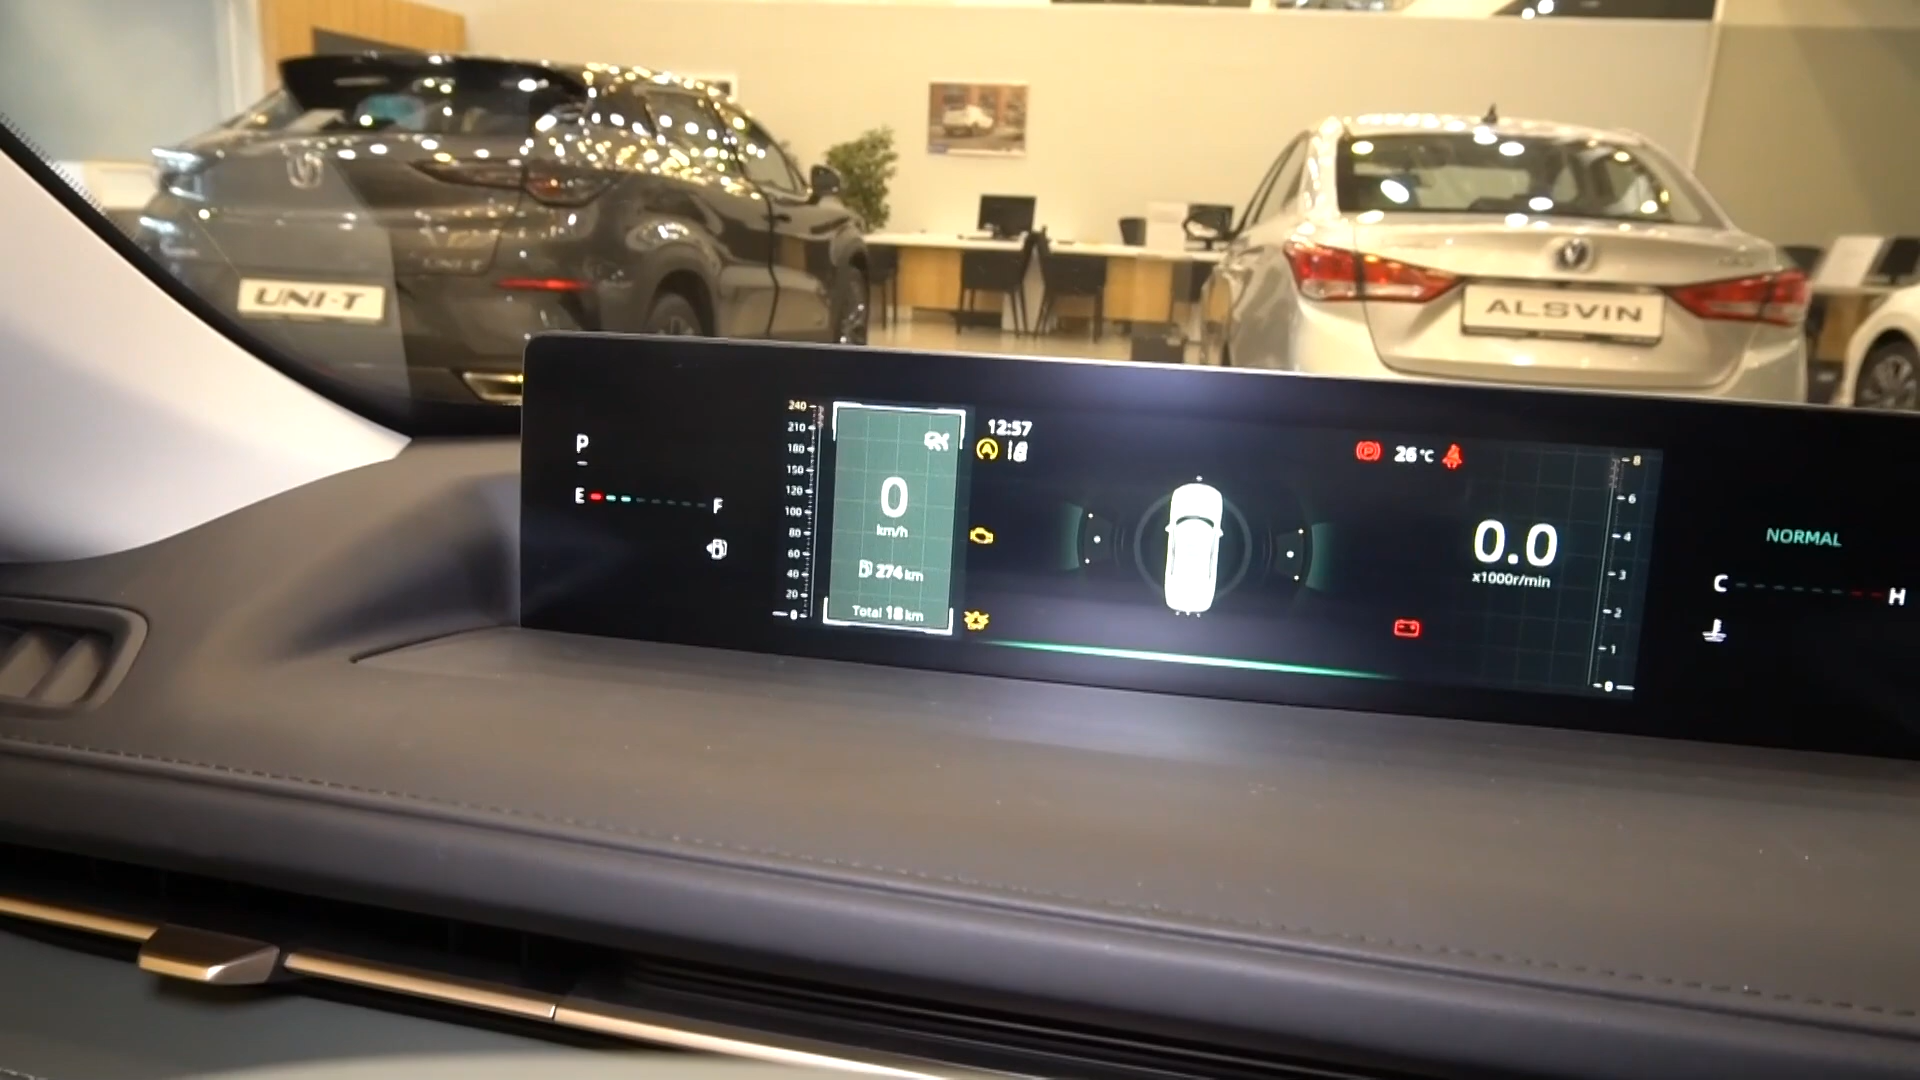 UNI-T
ALSVIN
P
E
F
240
210
180
150
120
100
80
60
40
20
0
0
km/h
274 km
Total 18 km
12:57
A
P
26 °C
0.0
x1000r/min
8
6
4
3
2
1
0
NORMAL
C
H